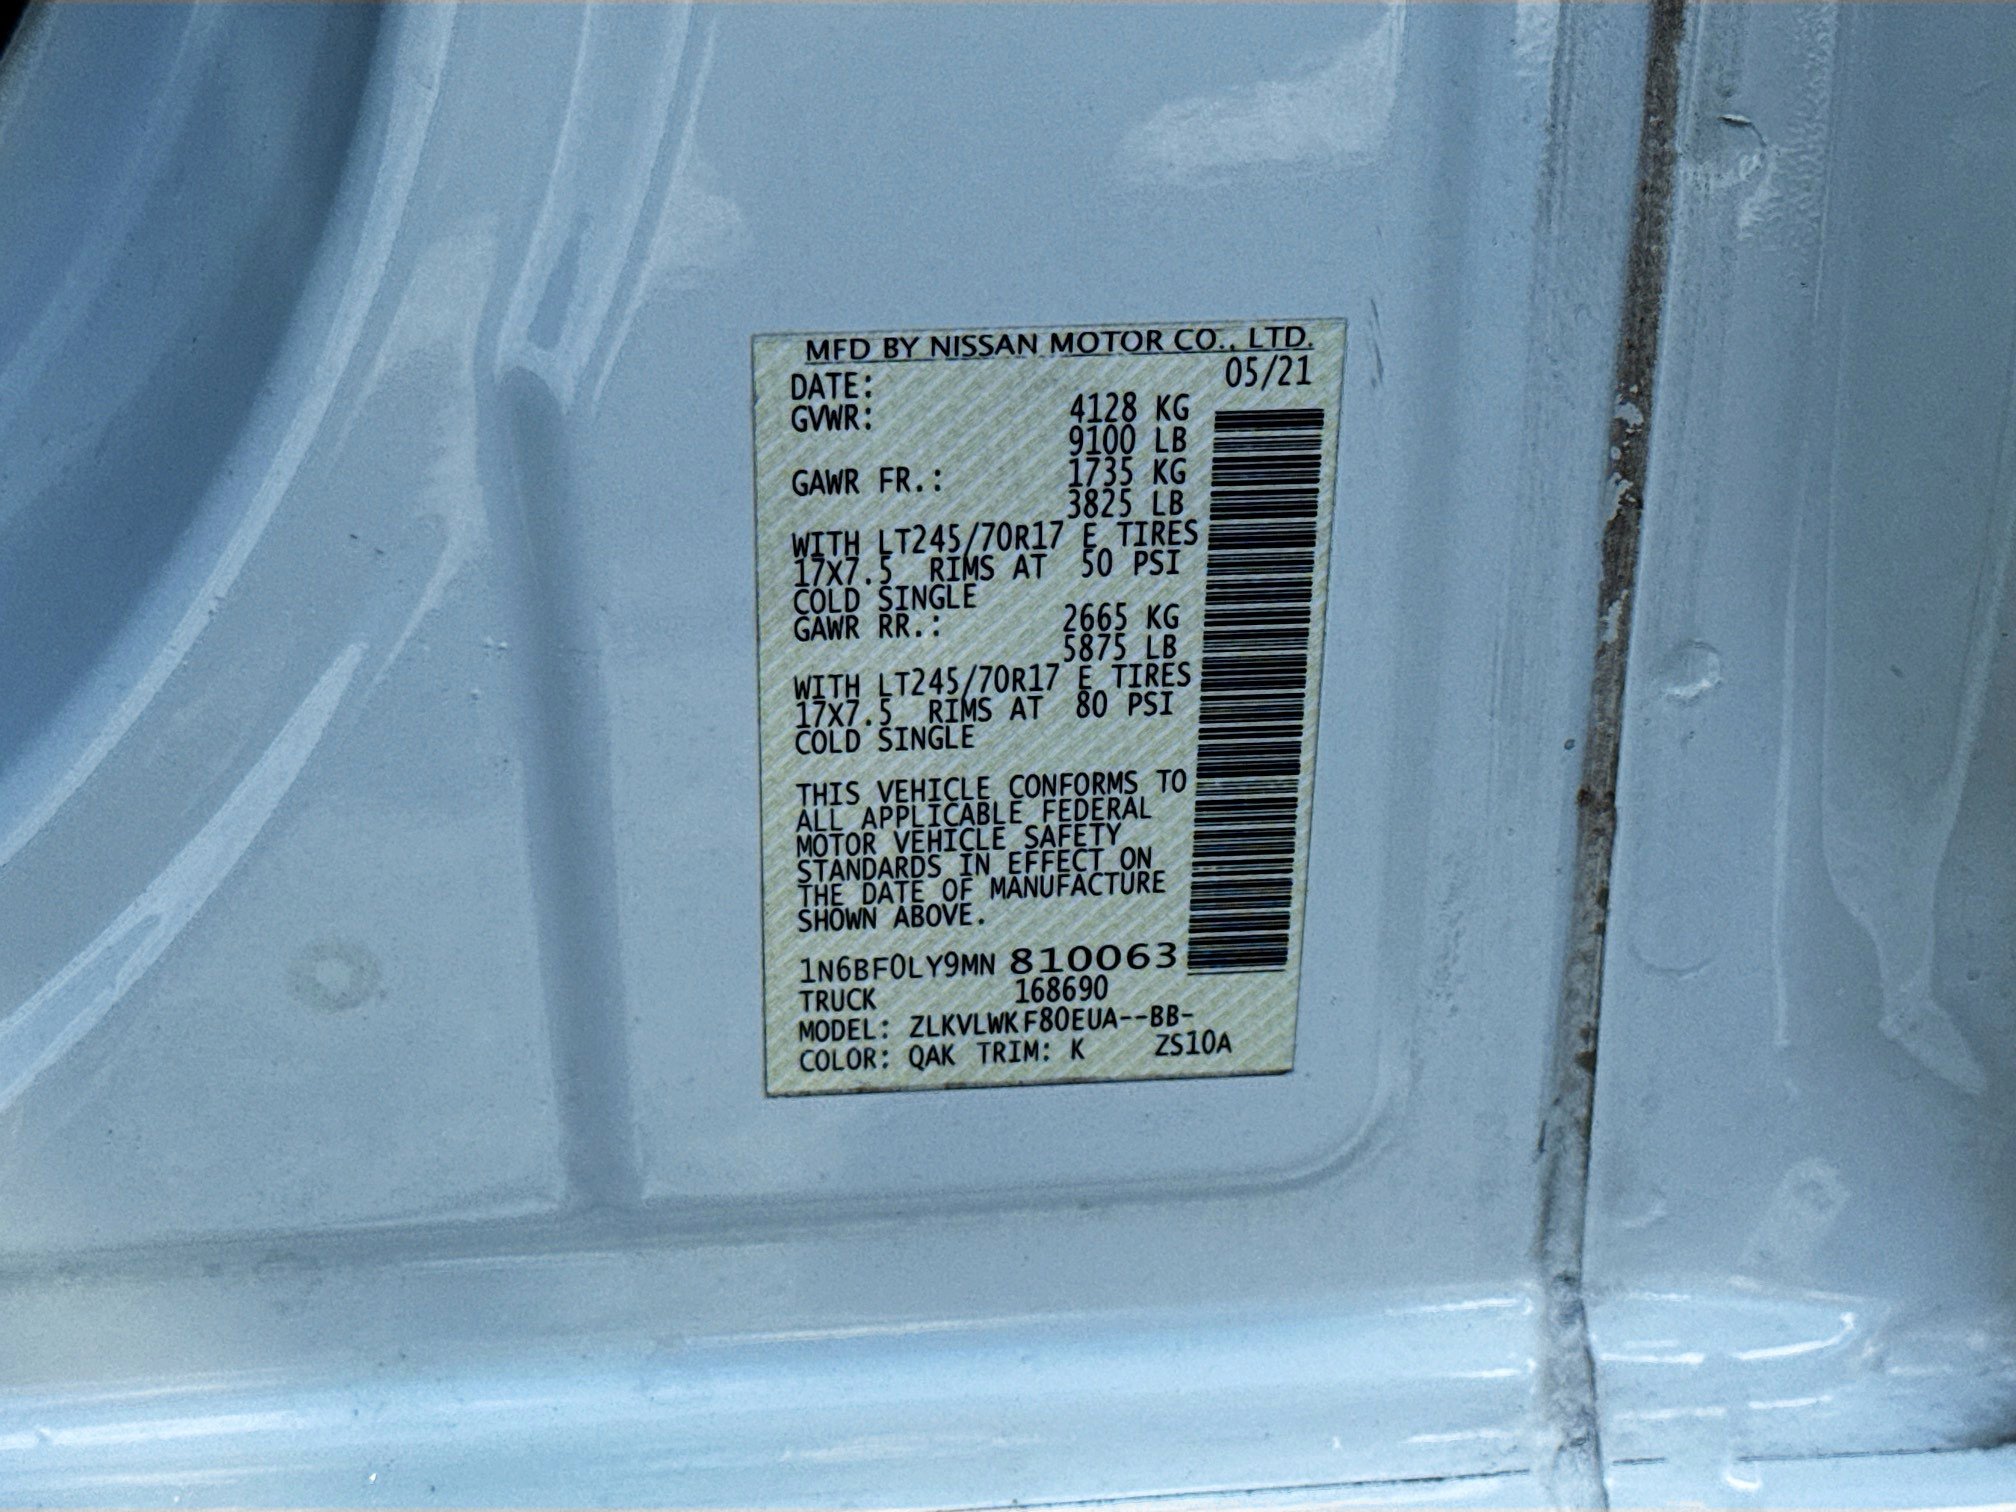 MFD BY NISSAN MOTOR CO., LTD.
DATE: 05/21
GVWR: 4128 KG
9100 LB
GAWR FR.: 1735 KG
3825 LB
WITH LT245/70R17 E TIRES
17X7.5 RIMS AT 50 PSI
COLD SINGLE
GAWR RR.: 2665 KG
5875 LB
WITH LT245/70R17 E TIRES
17X7.5 RIMS AT 80 PSI
COLD SINGLE
THIS VEHICLE CONFORMS TO
ALL APPLICABLE FEDERAL
MOTOR VEHICLE SAFETY
STANDARDS IN EFFECT ON
THE DATE OF MANUFACTURE
SHOWN ABOVE.
1N6BF0LY9MN 810063
TRUCK 168690
MODEL: ZLKVLWKF80EUA--BB-
COLOR: QAK TRIM: K ZS10A